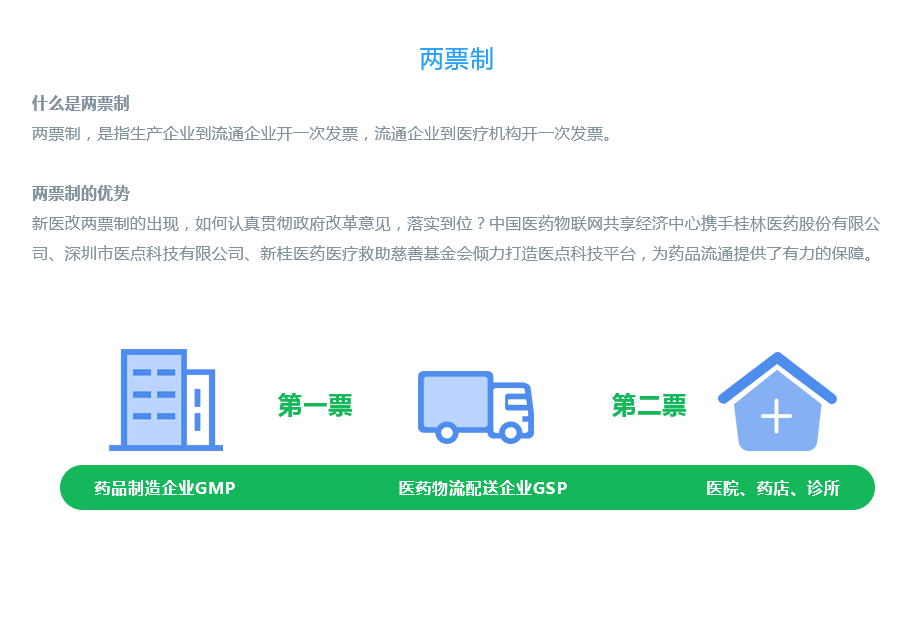 两票制
什么是两票制
两票制，是指生产企业到流通企业开一次发票，流通企业到医疗机构开一次发票。
两票制的优势
新医改两票制的出现，如何认真贯彻政府改革意见，落实到位？中国医药物联网共享经济中心携手桂林医药股份有限公
司、深圳市医点科技有限公司、新桂医药医疗救助慈善基金会倾力打造医点科技平台，为药品流通提供了有力的保障。
第一票
第二票
药品制造企业GMP
医药物流配送企业GSP
医院、药店、诊所